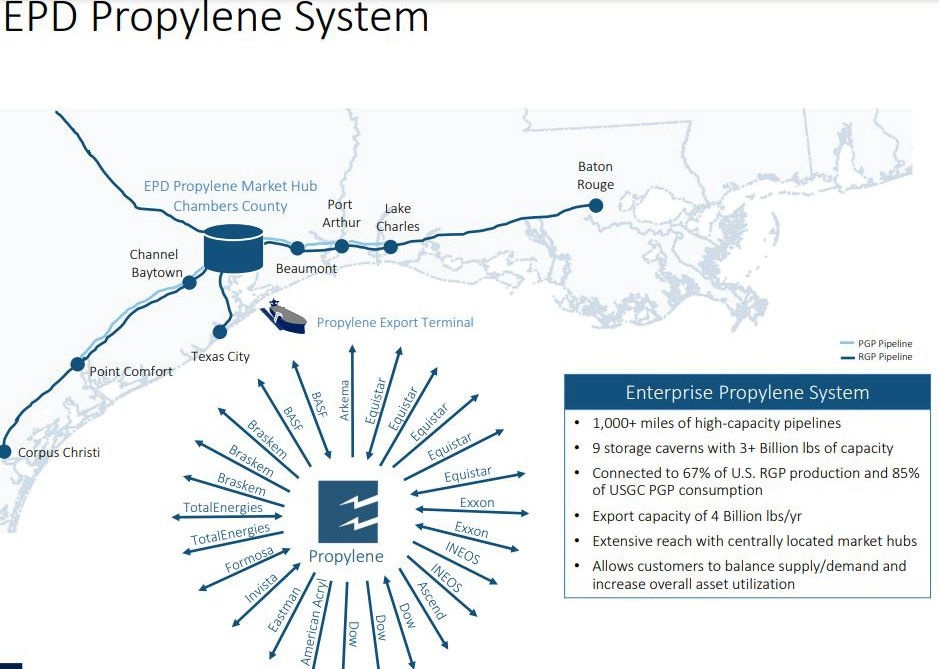 EPD Propylene System
EPD Propylene Market Hub
Chambers County
Baton
Rouge
Port
Arthur
Lake
Charles
Channel
Baytown
Beaumont
Propylene Export Terminal
Texas City
Point Comfort
Corpus Christi
PGP Pipeline
RGP Pipeline
Enterprise Propylene System
• 1,000+ miles of high-capacity pipelines
• 9 storage caverns with 3+ Billion lbs of capacity
• Connected to 67% of U.S. RGP production and 85%
of USGC PGP consumption
• Export capacity of 4 Billion lbs/yr
• Extensive reach with centrally located market hubs
• Allows customers to balance supply/demand and
increase overall asset utilization
Propylene
Arkema
Equistar
Equistar
Equistar
Equistar
Equistar
Exxon
Exxon
INEOS
INEOS
Ascend
Dow
Dow
Dow
American Acryl
Eastman
Invista
Formosa
TotalEnergies
TotalEnergies
Braskem
Braskem
Braskem
BASF
BASF